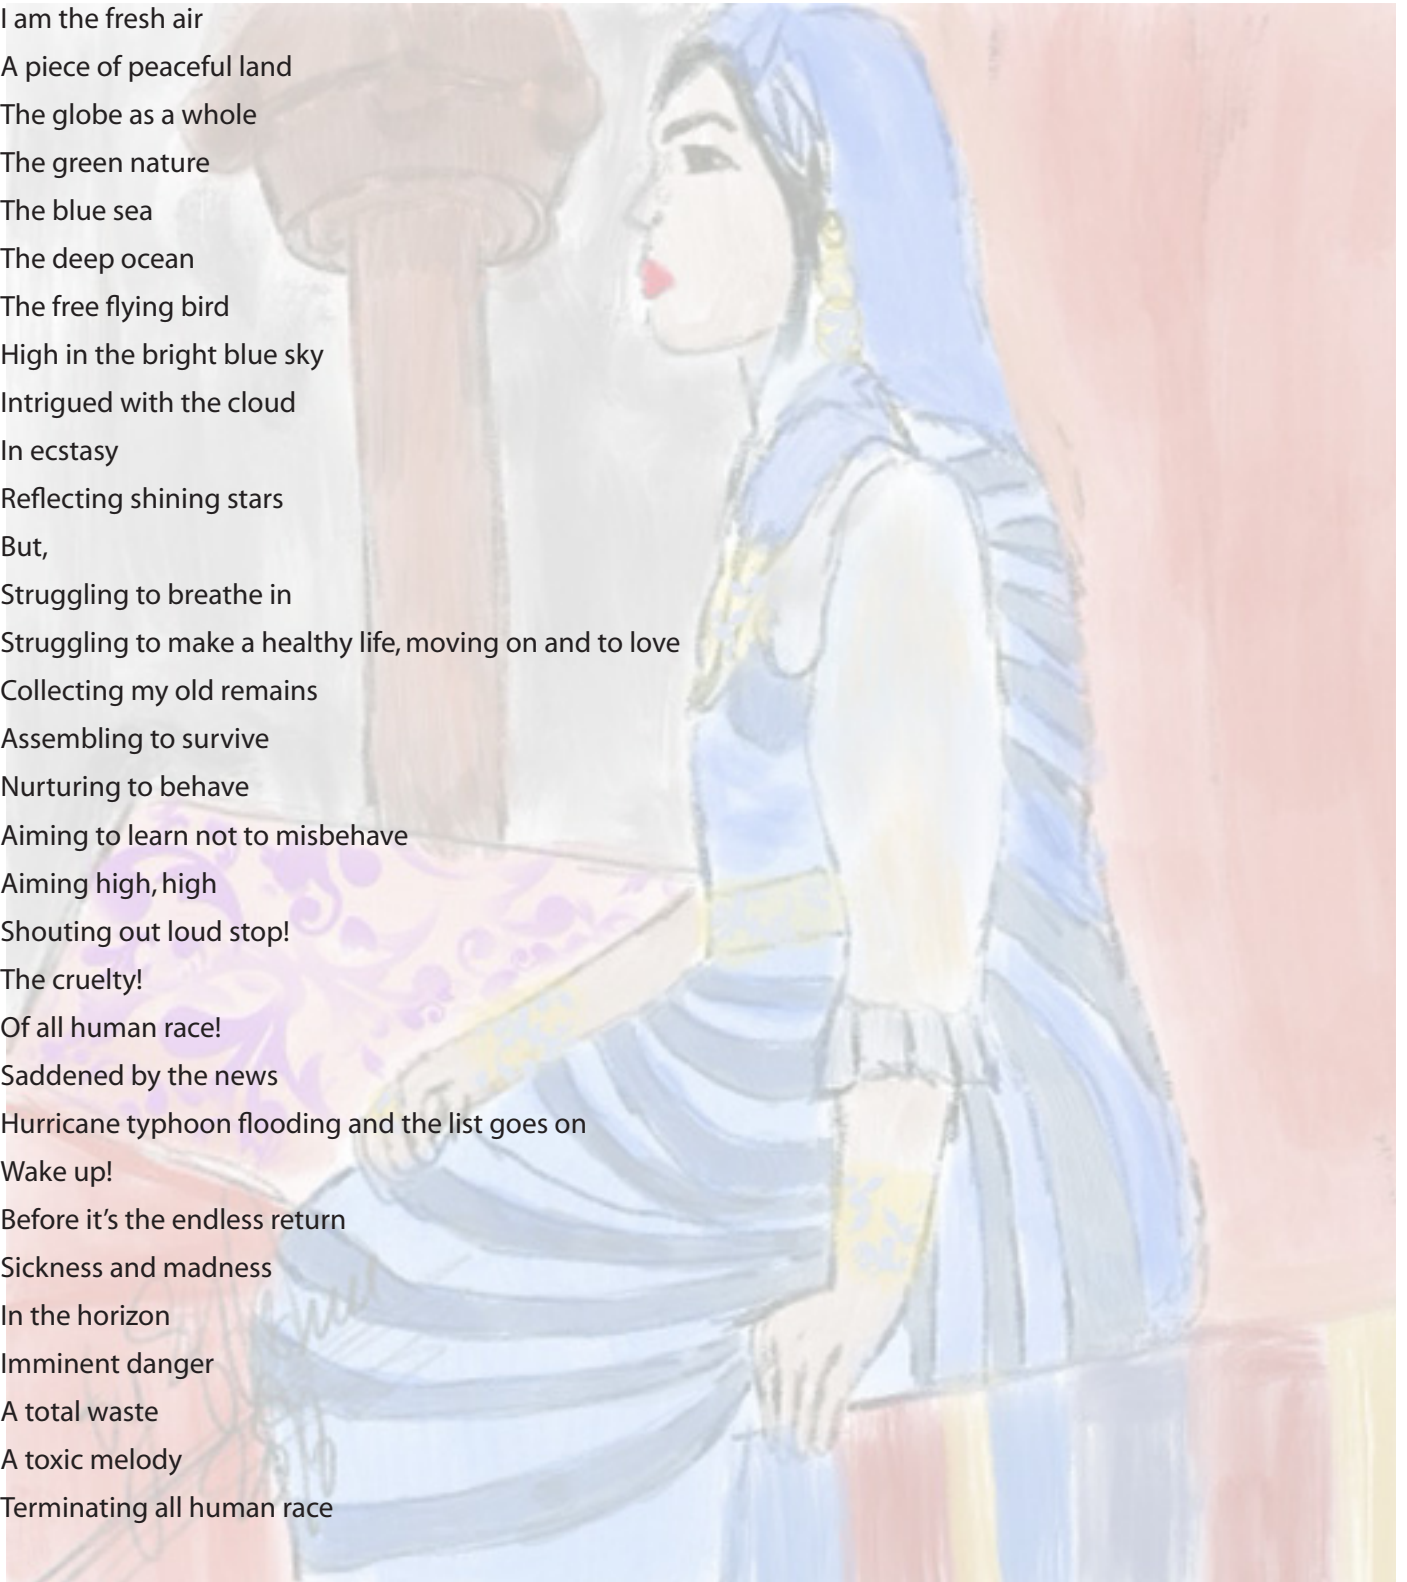 I am the fresh air
A piece of peaceful land
The globe as a whole
The green nature
The blue sea
The deep ocean
The free flying bird
High in the bright blue sky
Intrigued with the cloud
In ecstasy
Reflecting shining stars
But,
Struggling to breathe in
Struggling to make a healthy life, moving on and to love
Collecting my old remains
Assembling to survive
Nurturing to behave
Aiming to learn not to misbehave
Aiming high, high
Shouting out loud stop!
The cruelty!
Of all human race!
Saddened by the news
Hurricane typhoon flooding and the list goes on
Wake up!
Before it’s the endless return
Sickness and madness
In the horizon
Imminent danger
A total waste
A toxic melody
Terminating all human race